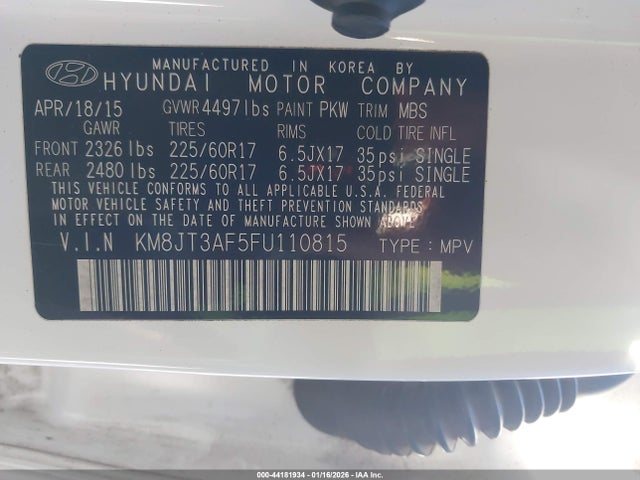 MANUFACTURED IN KOREA BY
HYUNDAI MOTOR COMPANY
APR/18/15 GVWR 4497lbs PAINT PKW TRIM MBS
GAWR TIRES RIMS COLD TIRE INFL
FRONT 2326 lbs 225/60R17 6.5JX17 35psi SINGLE
REAR 2480 lbs 225/60R17 6.5JX17 35psi SINGLE
THIS VEHICLE CONFORMS TO ALL APPLICABLE U.S.A. FEDERAL
MOTOR VEHICLE SAFETY AND THEFT PREVENTION STANDARDS
IN EFFECT ON THE DATE OF MANUFACTURE SHOWN ABOVE
V.I.N KM8JT3AF5FU110815 TYPE : MPV
000-44181934 - 01/16/2026 - IAA Inc.